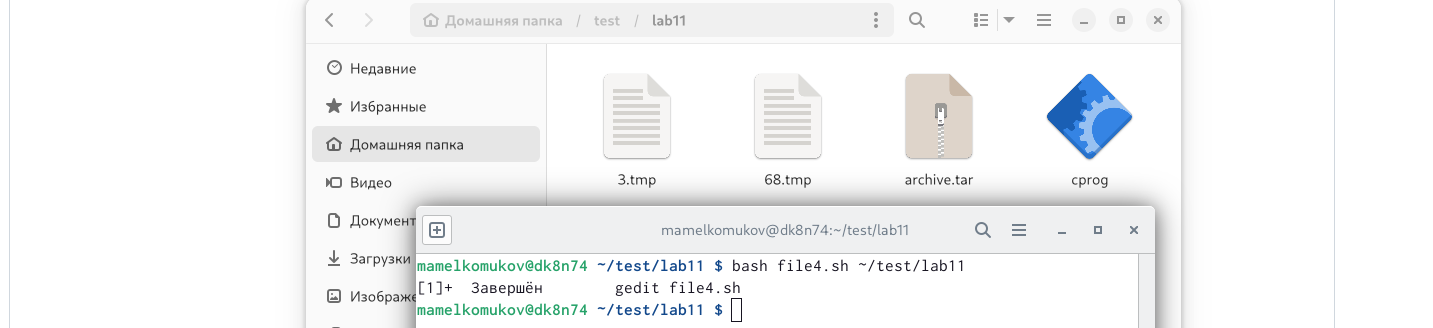 Домашняя папка / test / lab11
Недавние
Избранные
Домашняя папка
Видео
Документ
Загрузки
Изображе
3.tmp
68.tmp
archive.tar
cprog
mamelkomukov@dk8n74:~/test/lab11
mamelkomukov@dk8n74 ~/test/lab11 $ bash file4.sh ~/test/lab11
[1]+  Завершён        gedit file4.sh
mamelkomukov@dk8n74 ~/test/lab11 $